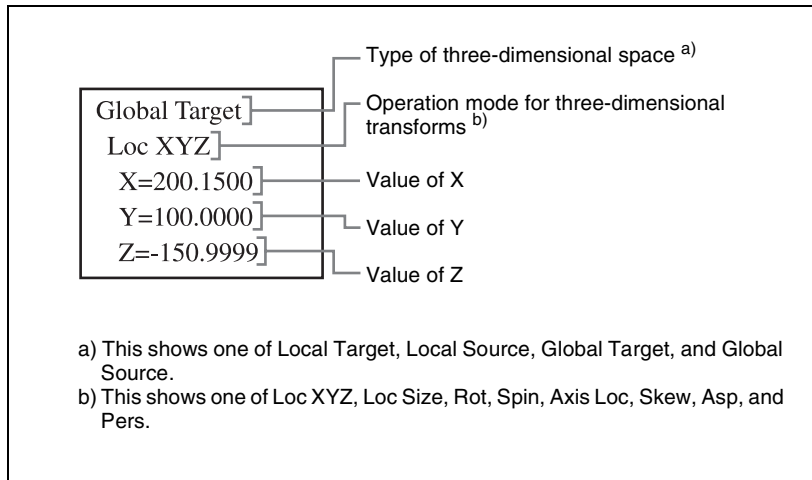 Type of three-dimensional space a)
Global Target
Operation mode for three-dimensional
transforms b)
Loc XYZ
X=200.1500
Value of X
Y=100.0000
Value of Y
Z=-150.9999
Value of Z
a) This shows one of Local Target, Local Source, Global Target, and Global
Source.
b) This shows one of Loc XYZ, Loc Size, Rot, Spin, Axis Loc, Skew, Asp, and
Pers.